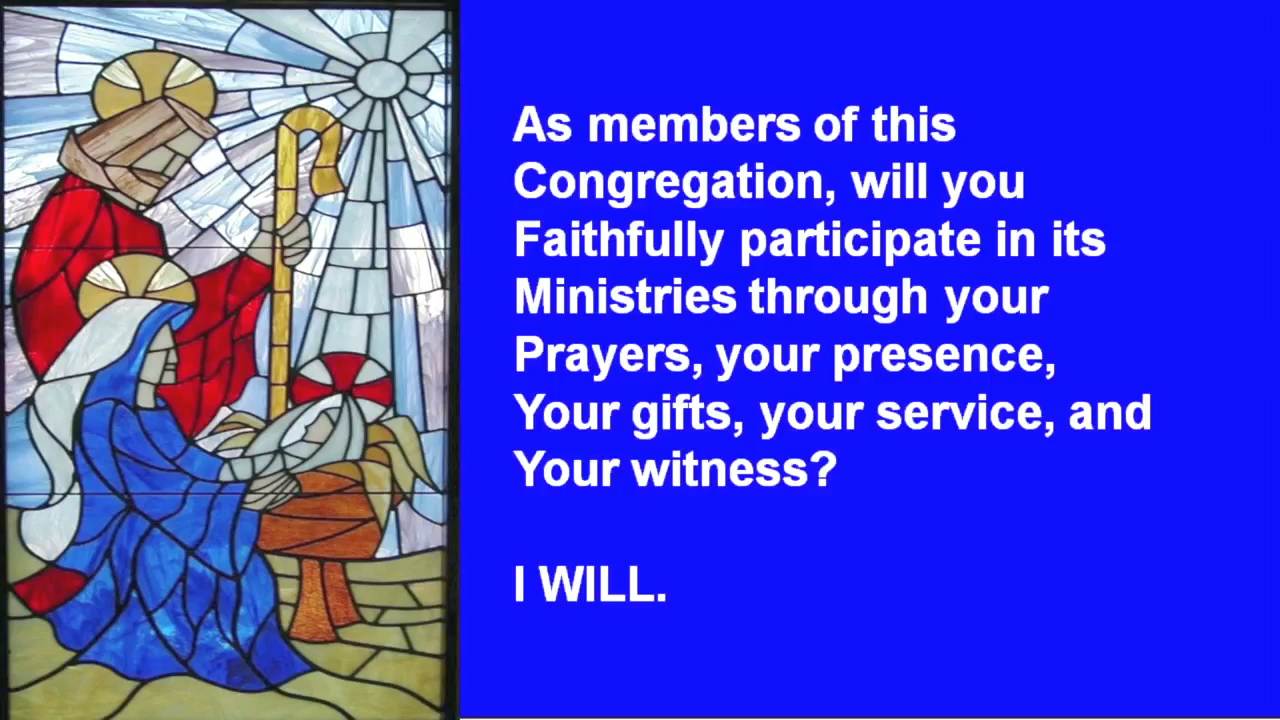 As members of this
Congregation, will you
Faithfully participate in its
Ministries through your
Prayers, your presence,
Your gifts, your service, and
Your witness?
I WILL.